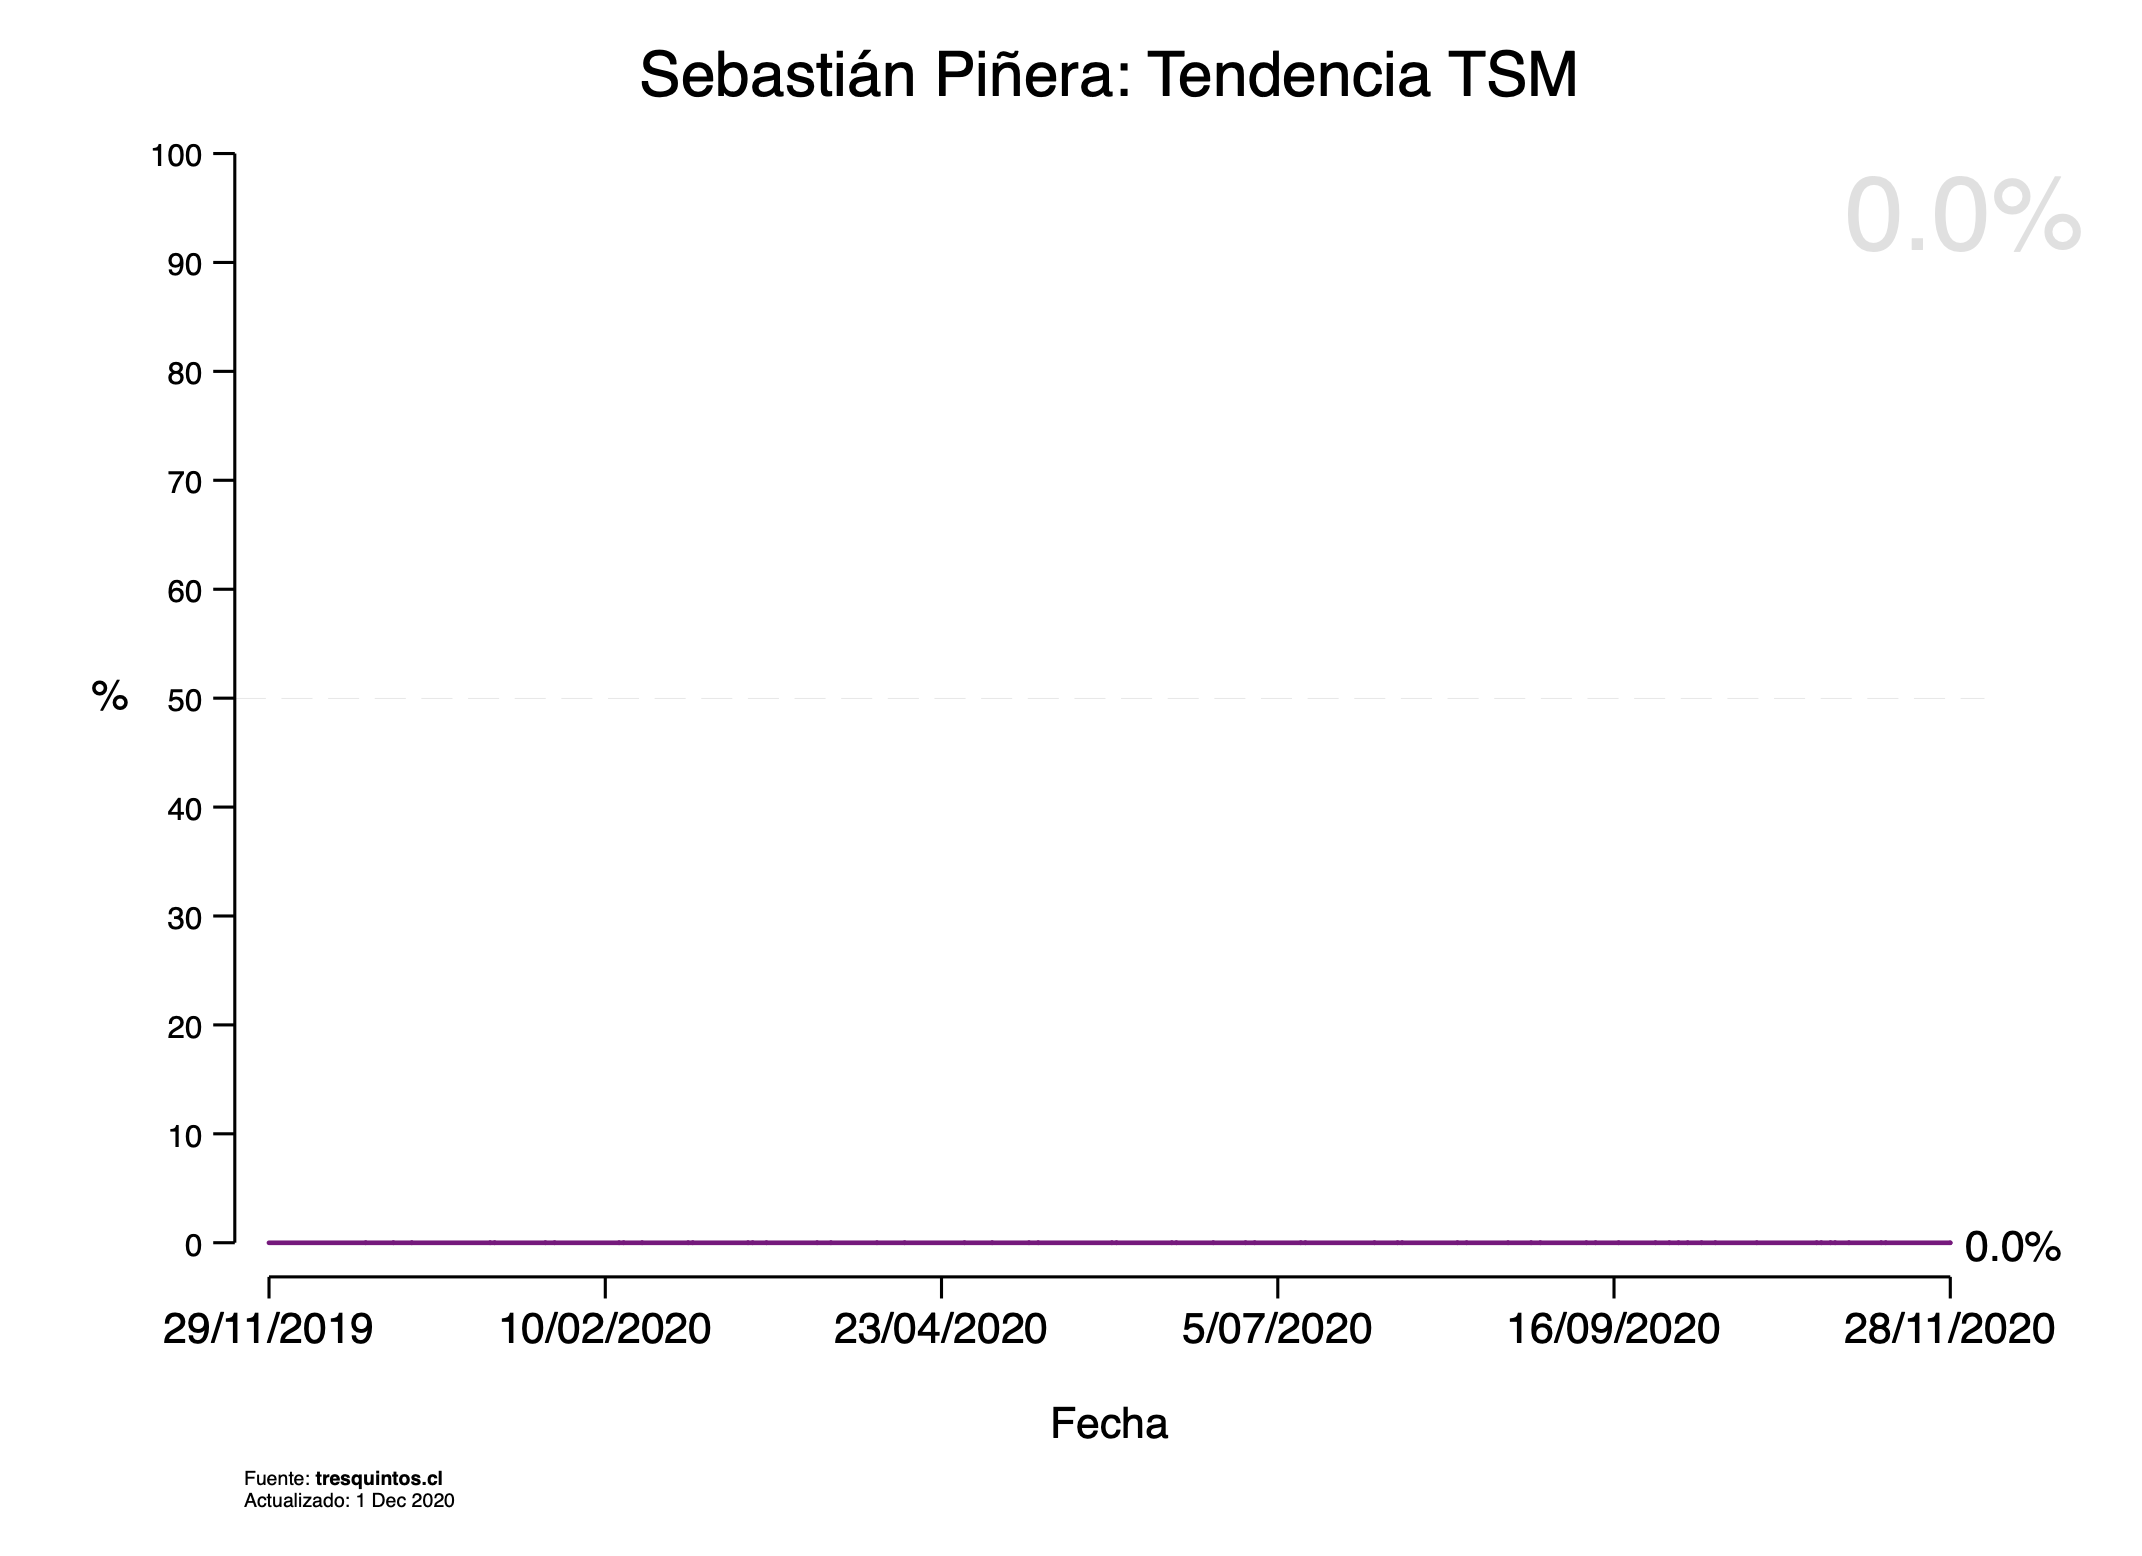 Sebastián Piñera: Tendencia TSM
0.0%
100
90
80
70
60
50
40
30
20
10
0
%
0.0%
29/11/2019 10/02/2020 23/04/2020 5/07/2020 16/09/2020 28/11/2020
Fecha
Fuente: tresquintos.cl
Actualizado: 1 Dec 2020